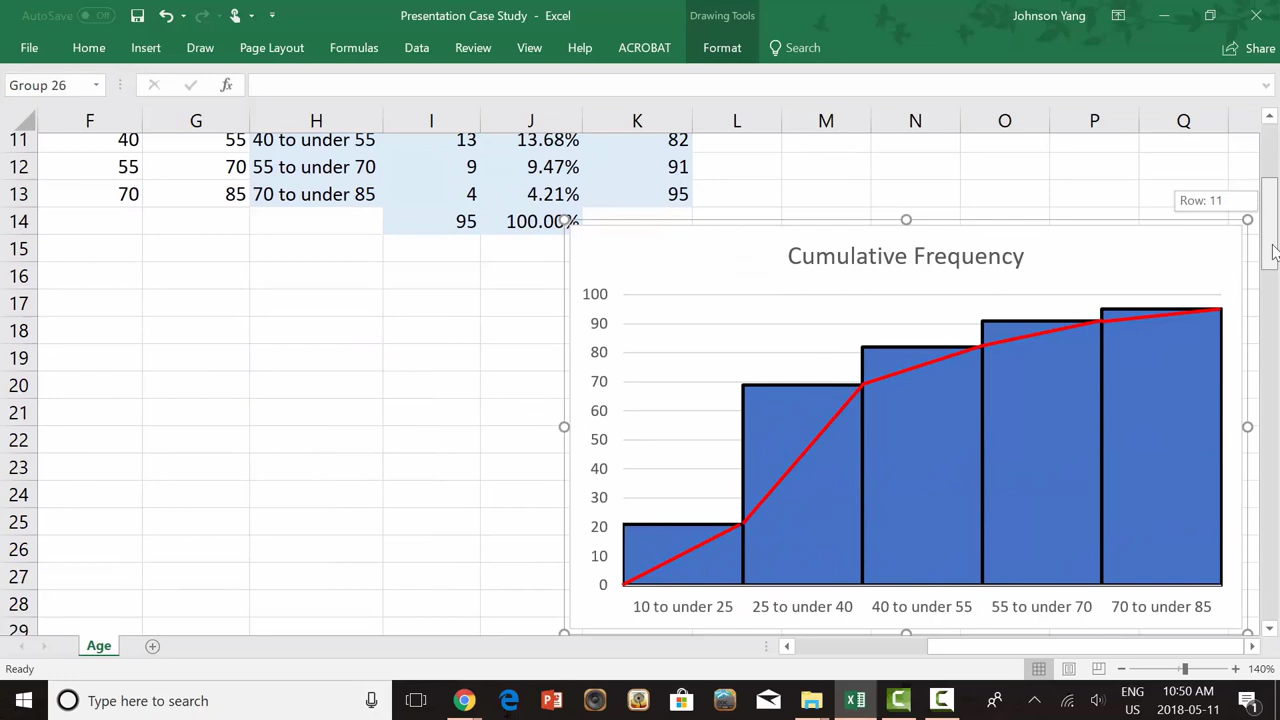 AutoSave Off
Presentation Case Study - Excel
Drawing Tools
Johnson Yang
File Home Insert Draw Page Layout Formulas Data Review View Help ACROBAT Format Search Share
Group 26
fx
F G H I J K L M N O P Q
11 40 55 40 to under 55 13 13.68% 82
12 55 70 55 to under 70 9 9.47% 91
13 70 85 70 to under 85 4 4.21% 95
Row: 11
14 95 100.00%
15
16
17
18
19
20
21
22
23
24
25
26
27
28
29
Cumulative Frequency
100
90
80
70
60
50
40
30
20
10
0
10 to under 25 25 to under 40 40 to under 55 55 to under 70 70 to under 85
Age
Ready
140%
Type here to search
ENG
US
10:50 AM
2018-05-11
1